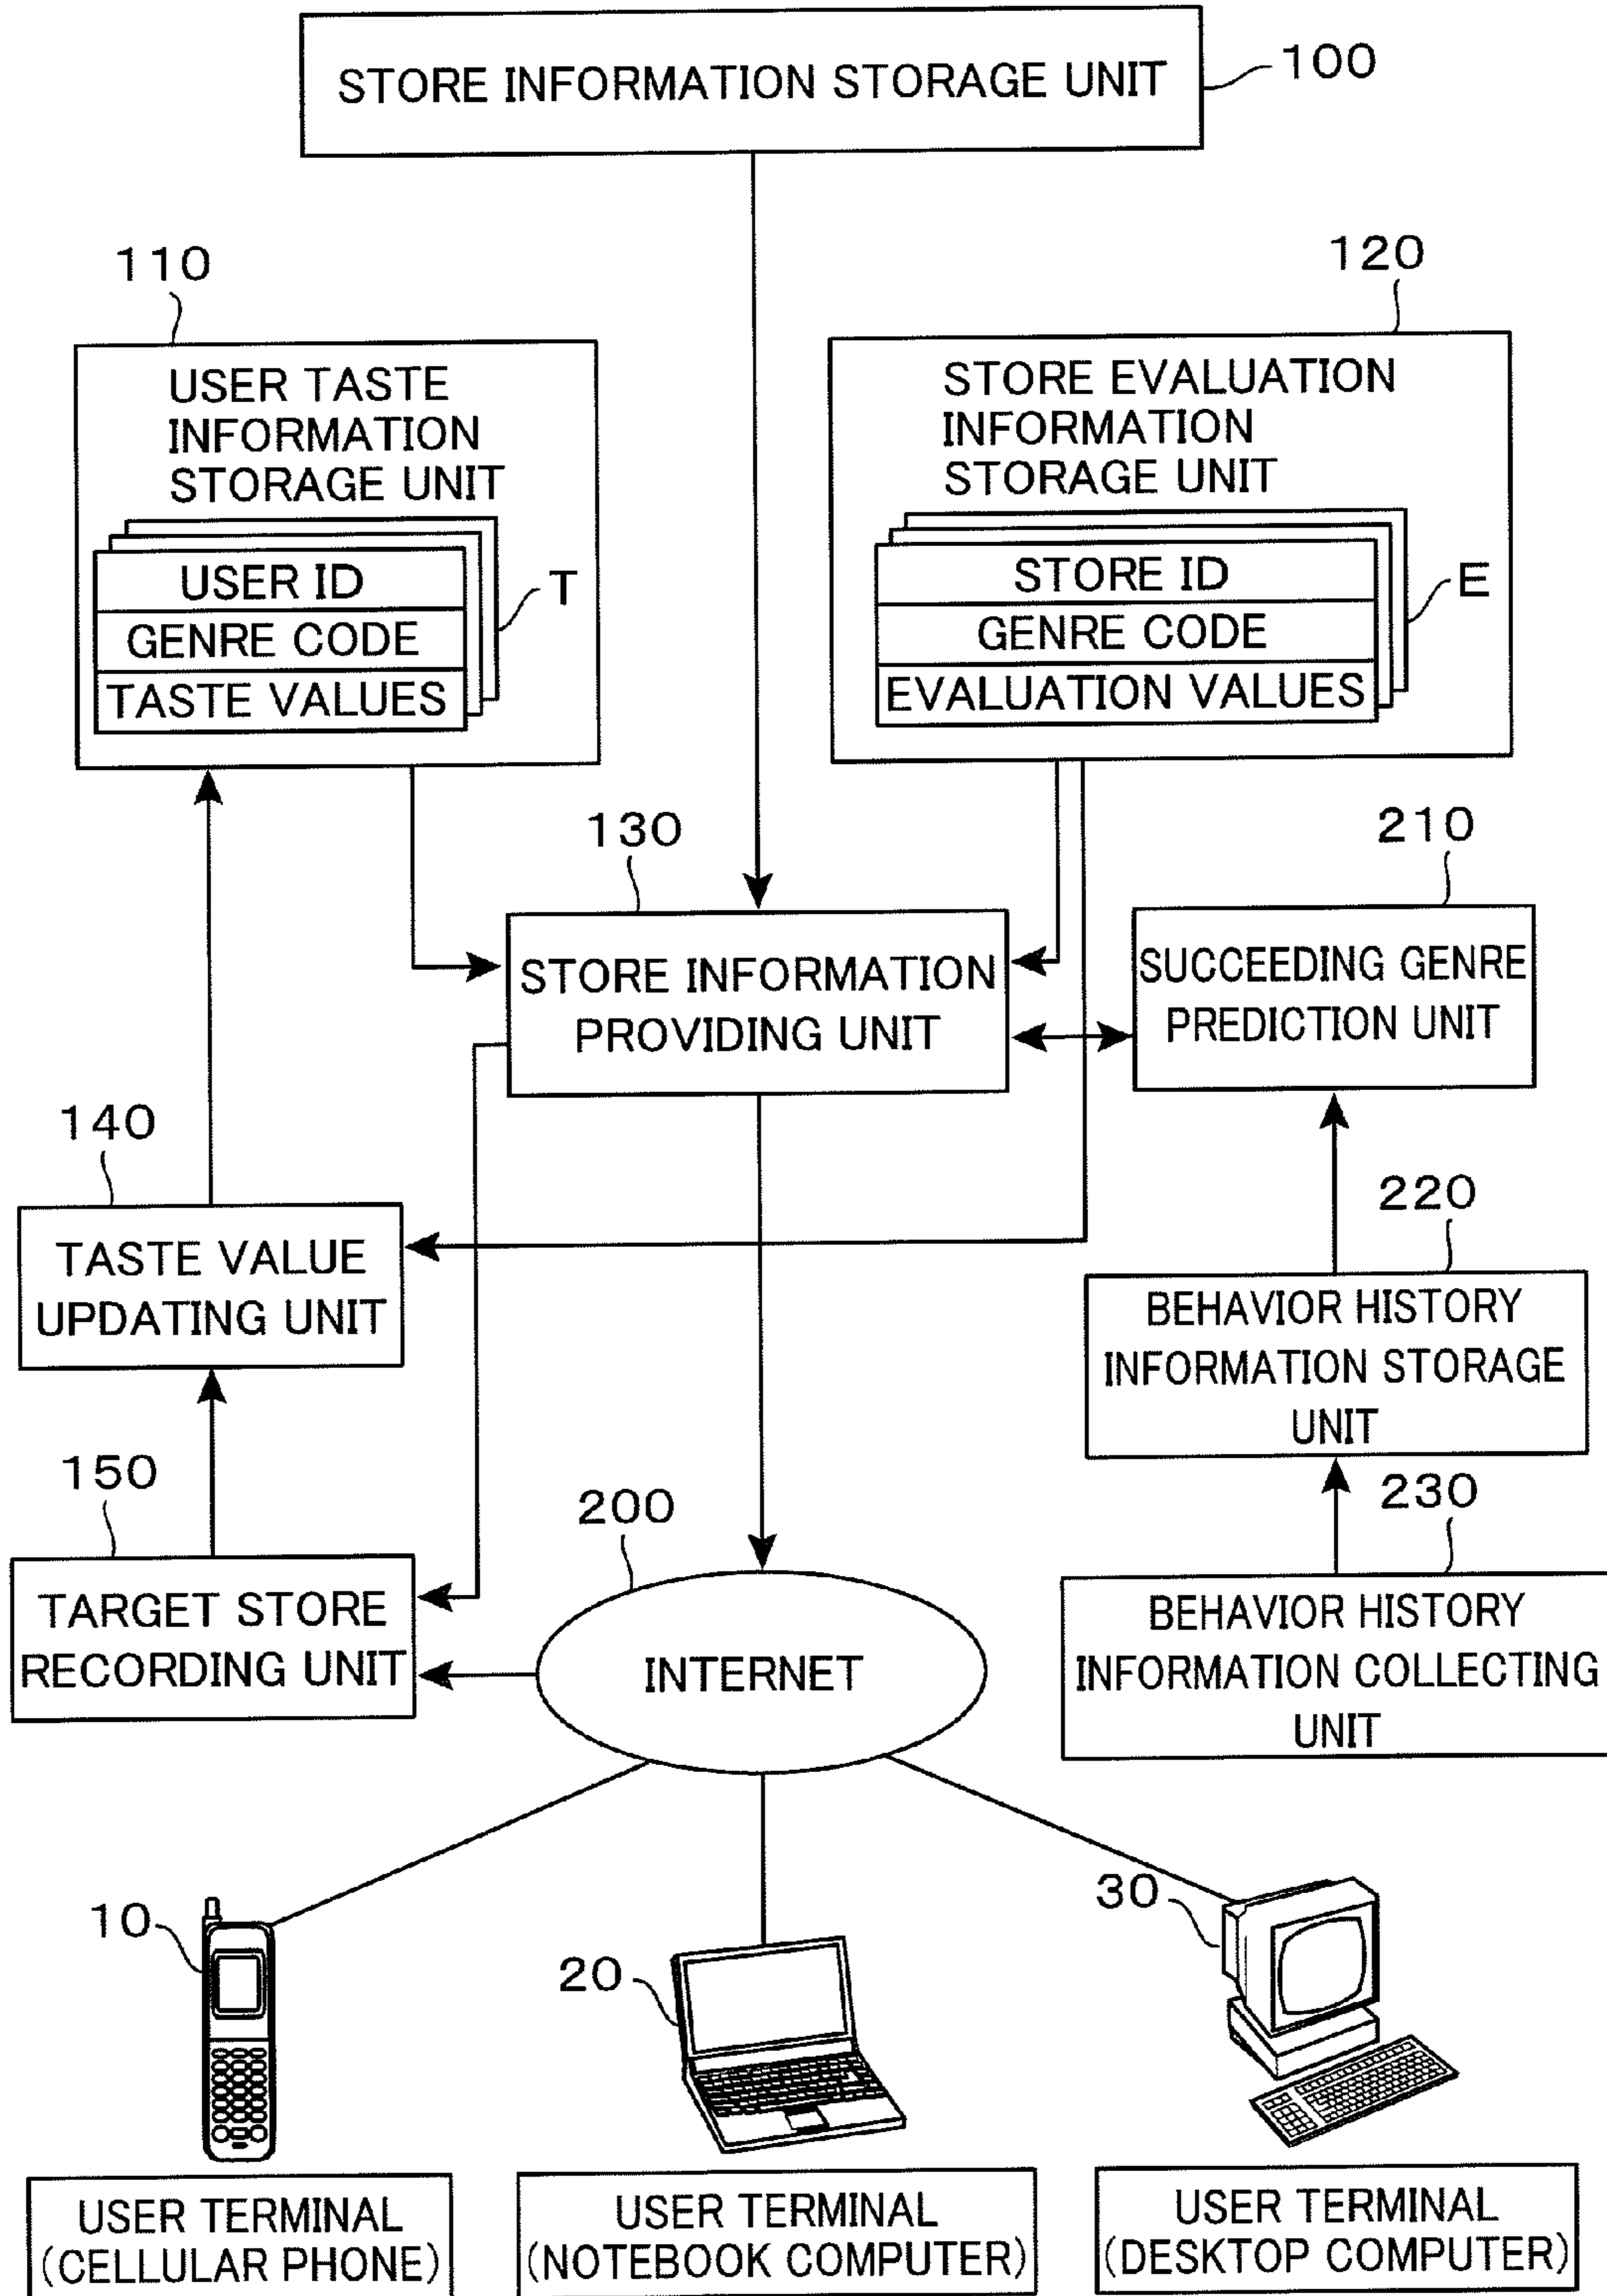 STORE INFORMATION STORAGE UNIT
100
110
120
USER TASTE
INFORMATION
STORAGE UNIT
USER ID
GENRE CODE
TASTE VALUES
T
STORE EVALUATION
INFORMATION
STORAGE UNIT
STORE ID
GENRE CODE
EVALUATION VALUES
E
130
210
STORE INFORMATION
PROVIDING UNIT
SUCCEEDING GENRE
PREDICTION UNIT
140
220
TASTE VALUE
UPDATING UNIT
BEHAVIOR HISTORY
INFORMATION STORAGE
UNIT
150
200
230
TARGET STORE
RECORDING UNIT
INTERNET
BEHAVIOR HISTORY
INFORMATION COLLECTING
UNIT
10
20
30
USER TERMINAL
(CELLULAR PHONE)
USER TERMINAL
(NOTEBOOK COMPUTER)
USER TERMINAL
(DESKTOP COMPUTER)